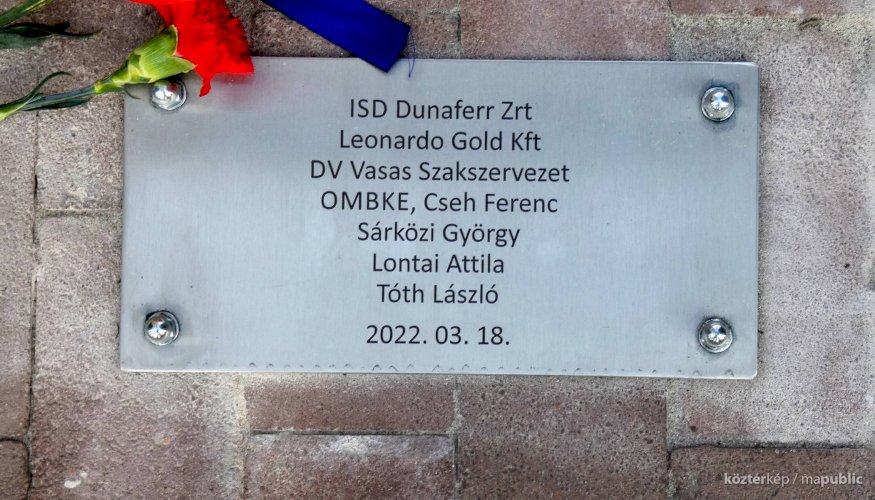 ISD Dunaferr Zrt
Leonardo Gold Kft
DV Vasas Szakszervezet
OMBKE, Cseh Ferenc
Sárközi György
Lontai Attila
Tóth László
2022. 03. 18.
köztérkép / mapublic